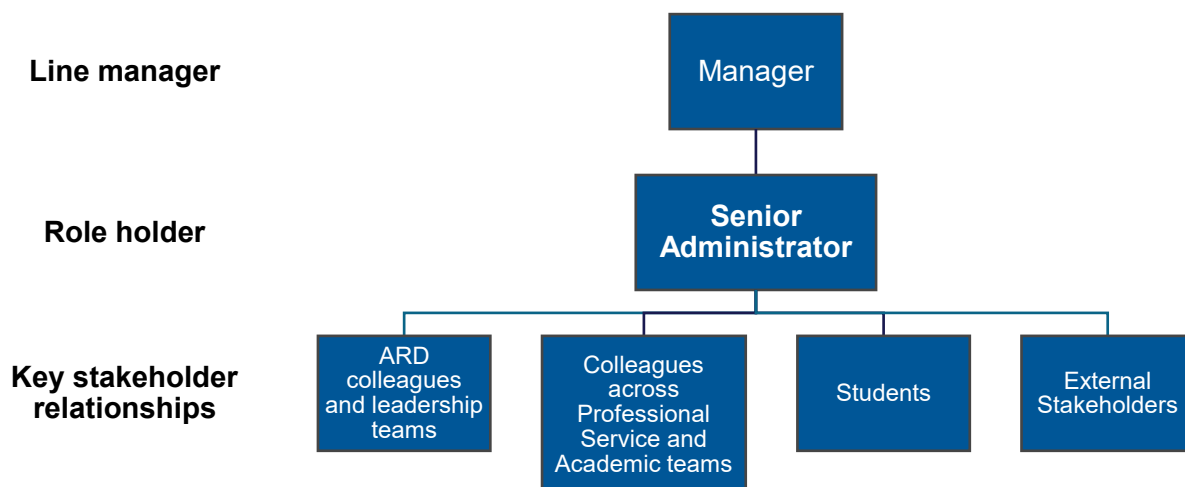 Line manager
Manager
Role holder
Senior
Administrator
Key stakeholder
relationships
ARD
colleagues
and leadership
teams
Colleagues
across
Professional
Service and
Academic teams
Students
External
Stakeholders